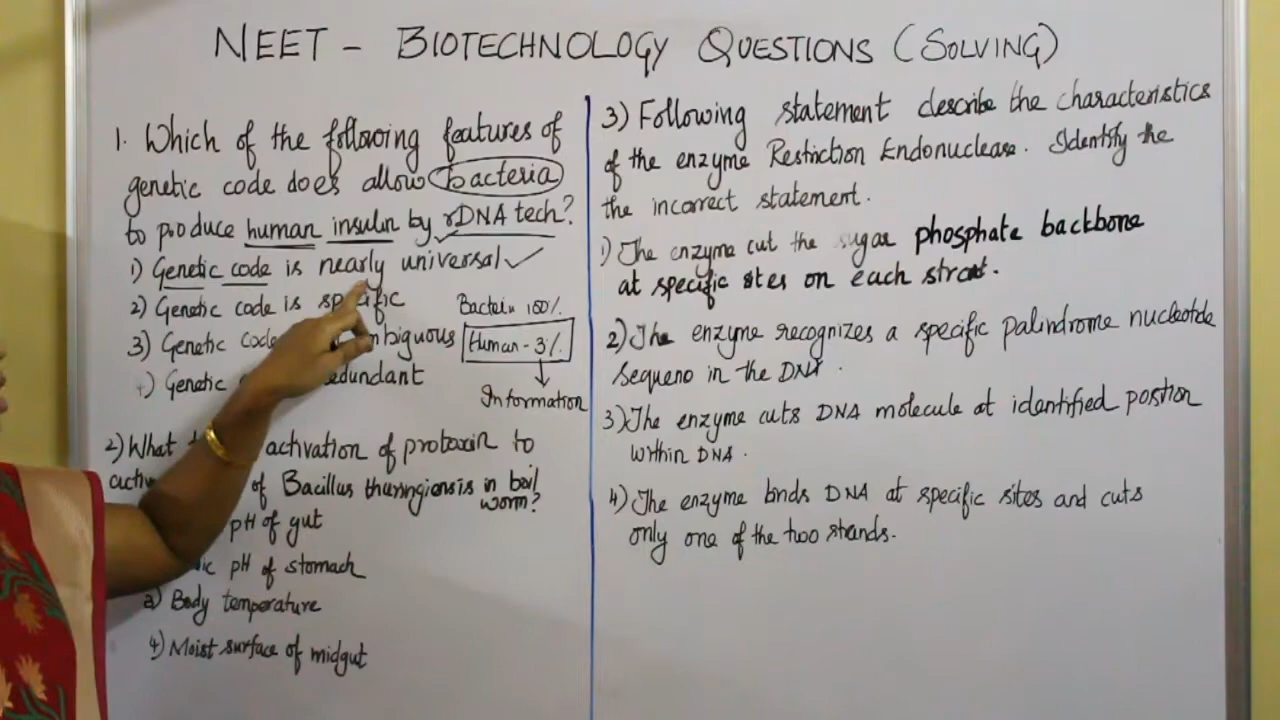 NEET - BIOTECHNOLOGY QUESTIONS (SOLVING)
1. Which of the following features of
genetic code does allow bacteria
to produce human insulin by rDNA tech?
1) Genetic code is nearly universal ✓
2) Genetic code is specific
3) Genetic code mbiguous
4) Genetic edundant
Bacteria 100%.
Human - 3%.
Information
2) What activation of protoxin to
activ of Bacillus thuringiensis in boil
worm?
pH of gut
ic pH of stomach
3) Body temperature
4) Moist surface of midgut
3) Following statement describe the characteristics
of the enzyme Restriction Endonuclease. Identify the
the incorrect statement.
1) The enzyme cut the sugar phosphate backbone
at specific sites on each strant.
2) The enzyme recognizes a specific palindrome nucleotide
in the DNA.
3) The enzyme cuts DNA molecule at identified position
within DNA.
4) The enzyme binds DNA at specific sites and cuts
only one of the two strands.